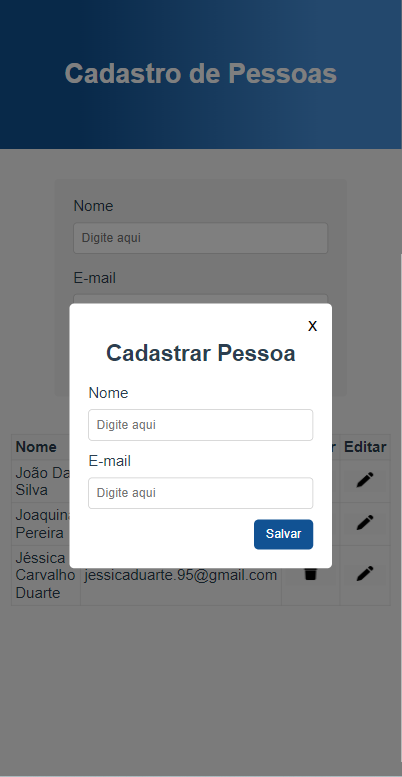 Cadastro de Pessoas
Nome
Digite aqui
E-mail
X
Cadastrar Pessoa
Nome
Digite aqui
E-mail
Digite aqui
Salvar
Nome Editar
João Da
Silva
Joaquina
Pereira
Jéssica
Carvalho
Duarte
jessicaduarte.95@gmail.com